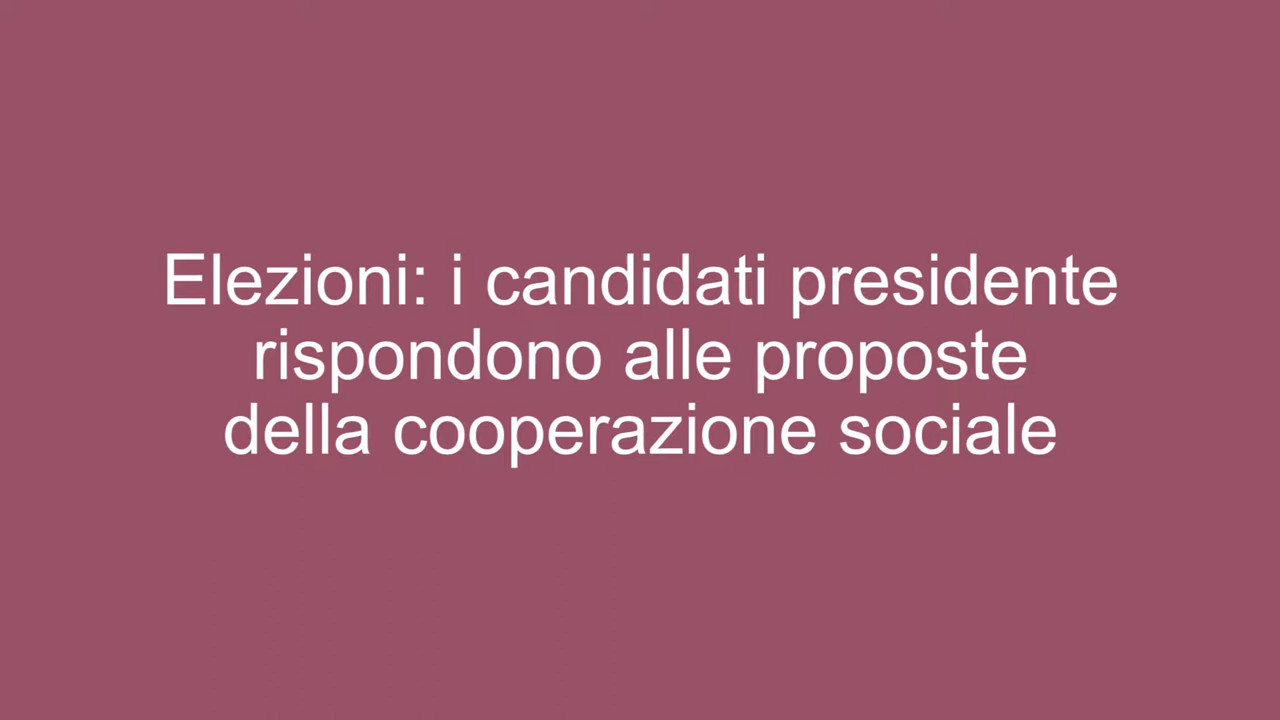 Elezioni: i candidati presidente
rispondono alle proposte
della cooperazione sociale